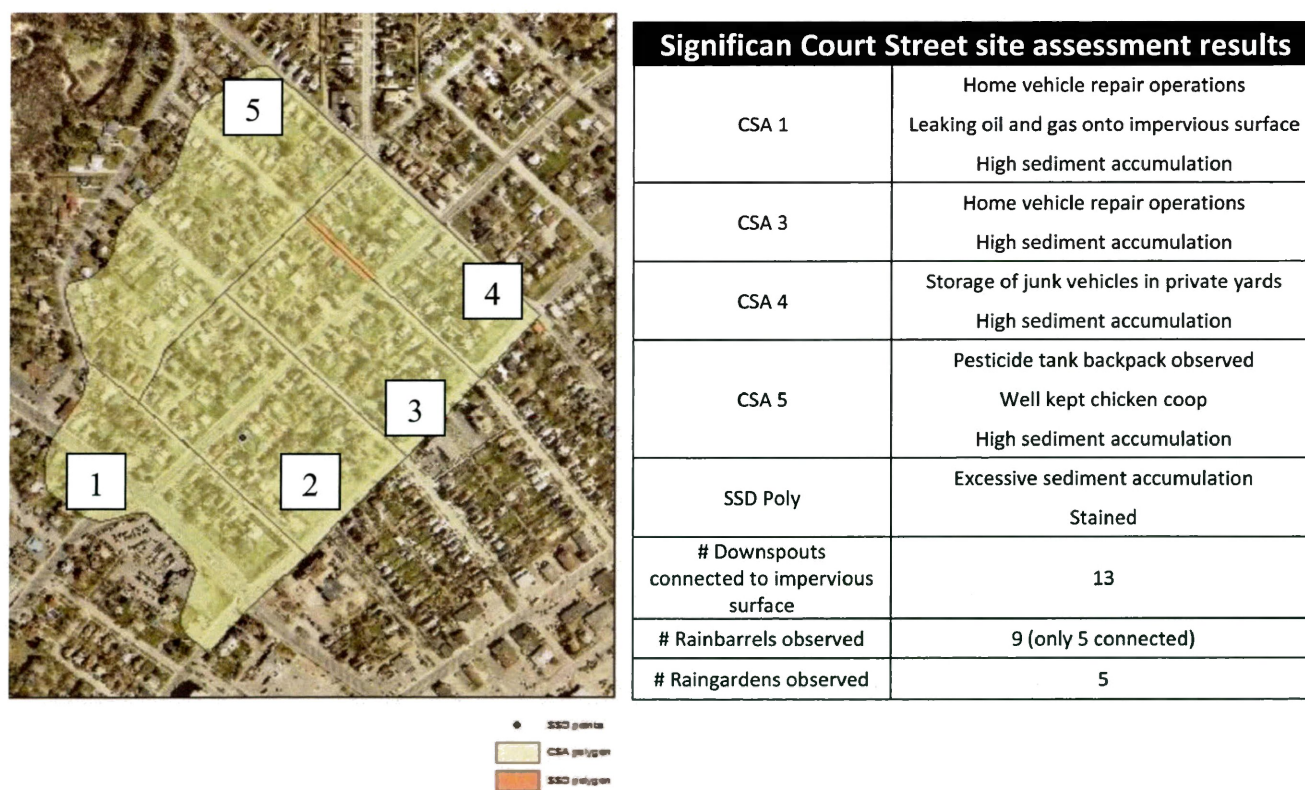 5
4
3
2
1
SSD points
CSA polygon
SSD polygon
Significan Court Street site assessment results
CSA 1
Home vehicle repair operations
Leaking oil and gas onto impervious surface
High sediment accumulation
CSA 3
Home vehicle repair operations
High sediment accumulation
CSA 4
Storage of junk vehicles in private yards
High sediment accumulation
CSA 5
Pesticide tank backpack observed
Well kept chicken coop
High sediment accumulation
SSD Poly
Excessive sediment accumulation
Stained
# Downspouts
connected to impervious
surface
13
# Rainbarrels observed
9 (only 5 connected)
# Raingardens observed
5